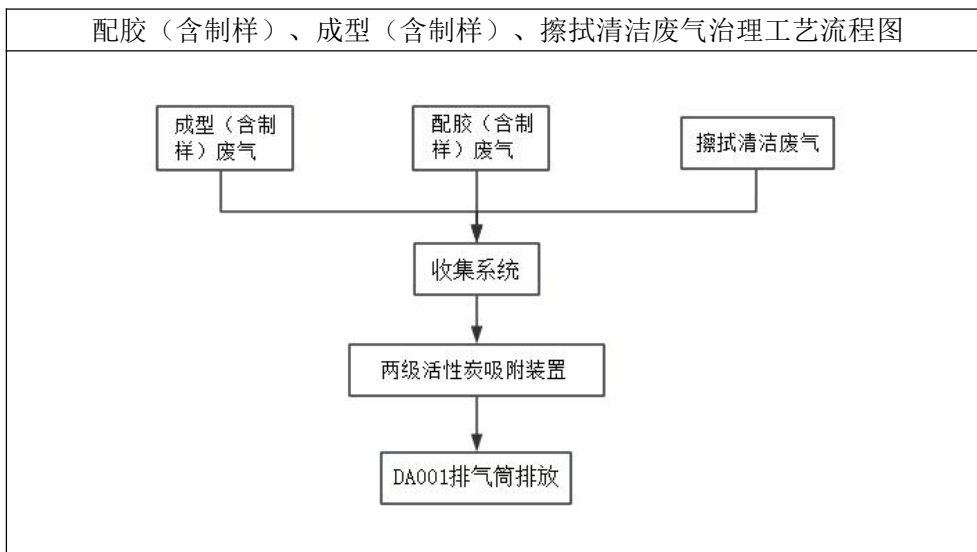 配胶（含制样）、成型（含制样）、擦拭清洁废气治理工艺流程图
成型（含制
样）废气
配胶（含制
样）废气
擦拭清洁废气
收集系统
两级活性炭吸附装置
DA001排气筒排放